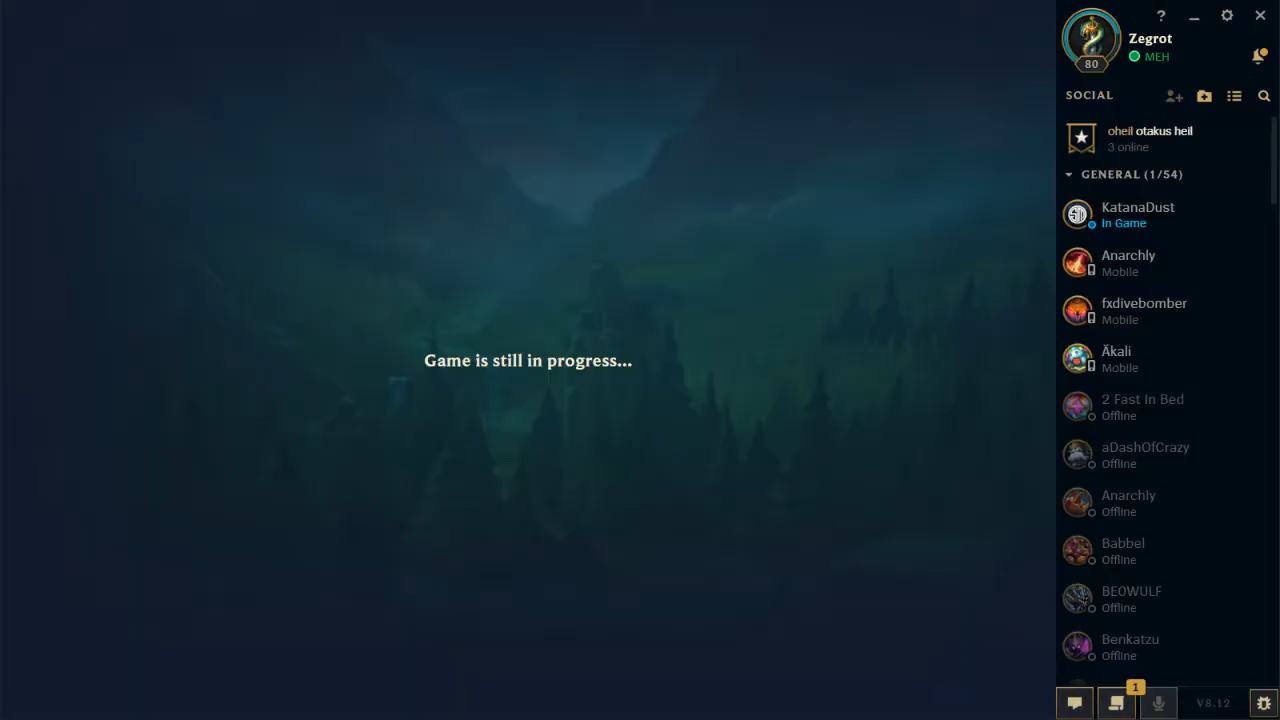 ?
Zegrot
80
MEH
SOCIAL
oheil otakus heil
3 online
GENERAL (1/54)
KatanaDust
In Game
Anarchly
Mobile
fxdivebomber
Mobile
Game is still in progress...
Äkali
Mobile
2 Fast In Bed
Offline
aDashOfCrazy
Offline
Anarchly
Offline
Babbel
Offline
BE0WULF
Offline
Benkatzu
Offline
1
V8.12